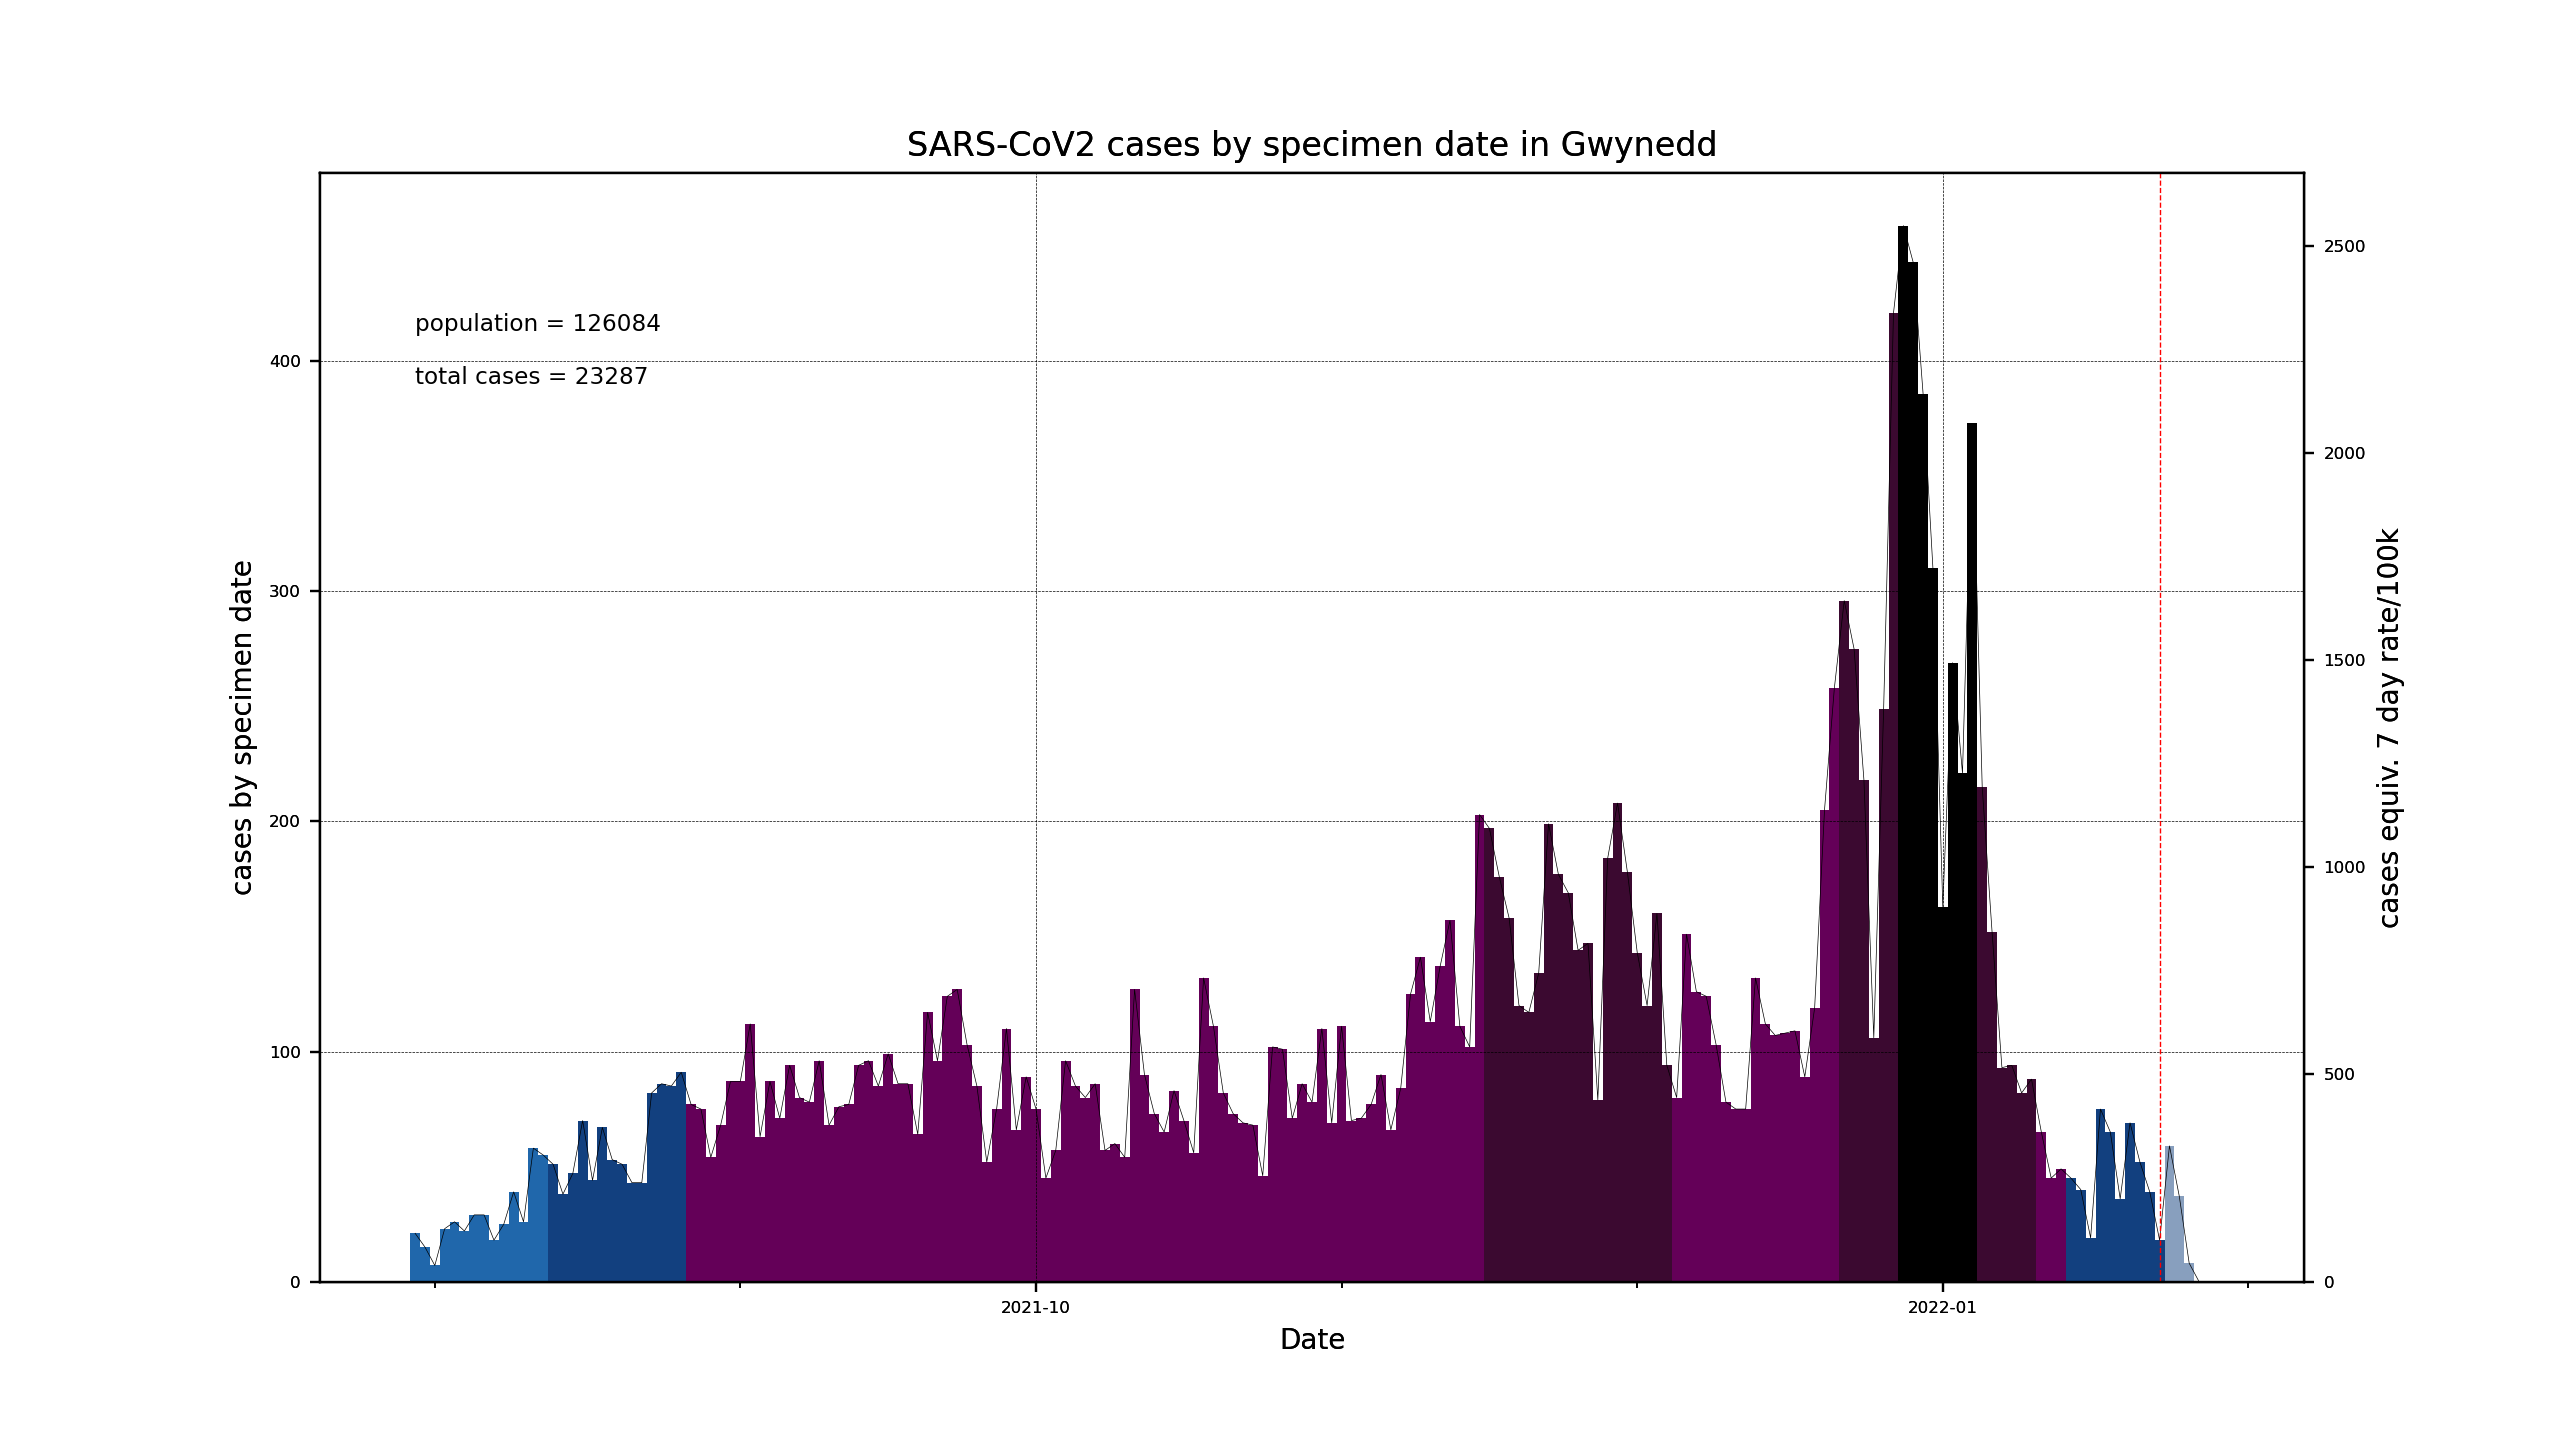 SARS-CoV2 cases by specimen date in Gwynedd
population = 126084
total cases = 23287
cases by specimen date
400
300
200
100
0
2500
2000
1500
1000
500
0
cases equiv. 7 day rate/100k
2021-10
2022-01
Date